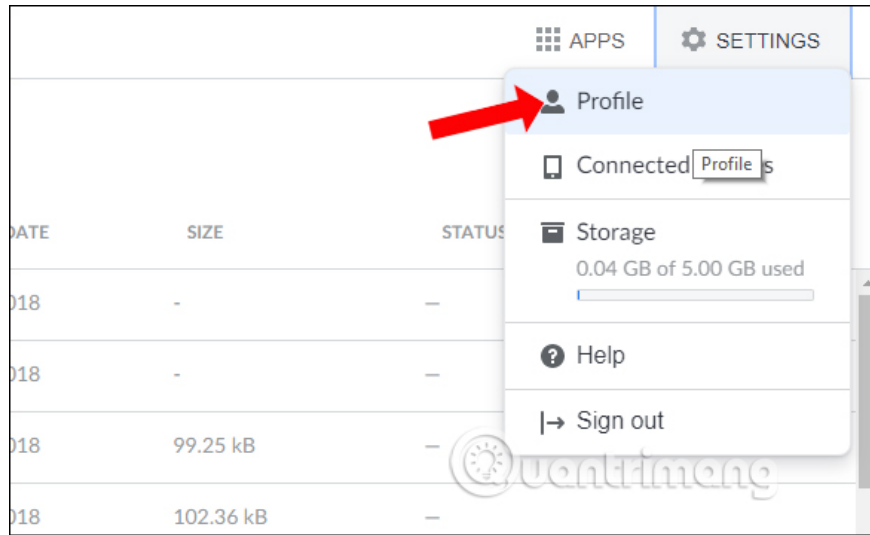 APPS SETTINGS
Profile
Connected Profile s
DATE SIZE STATUS Storage
0.04 GB of 5.00 GB used
018 - —
018 - — Help
Sign out
018 99.25 kB —
Quantrimang
018 102.36 kB —